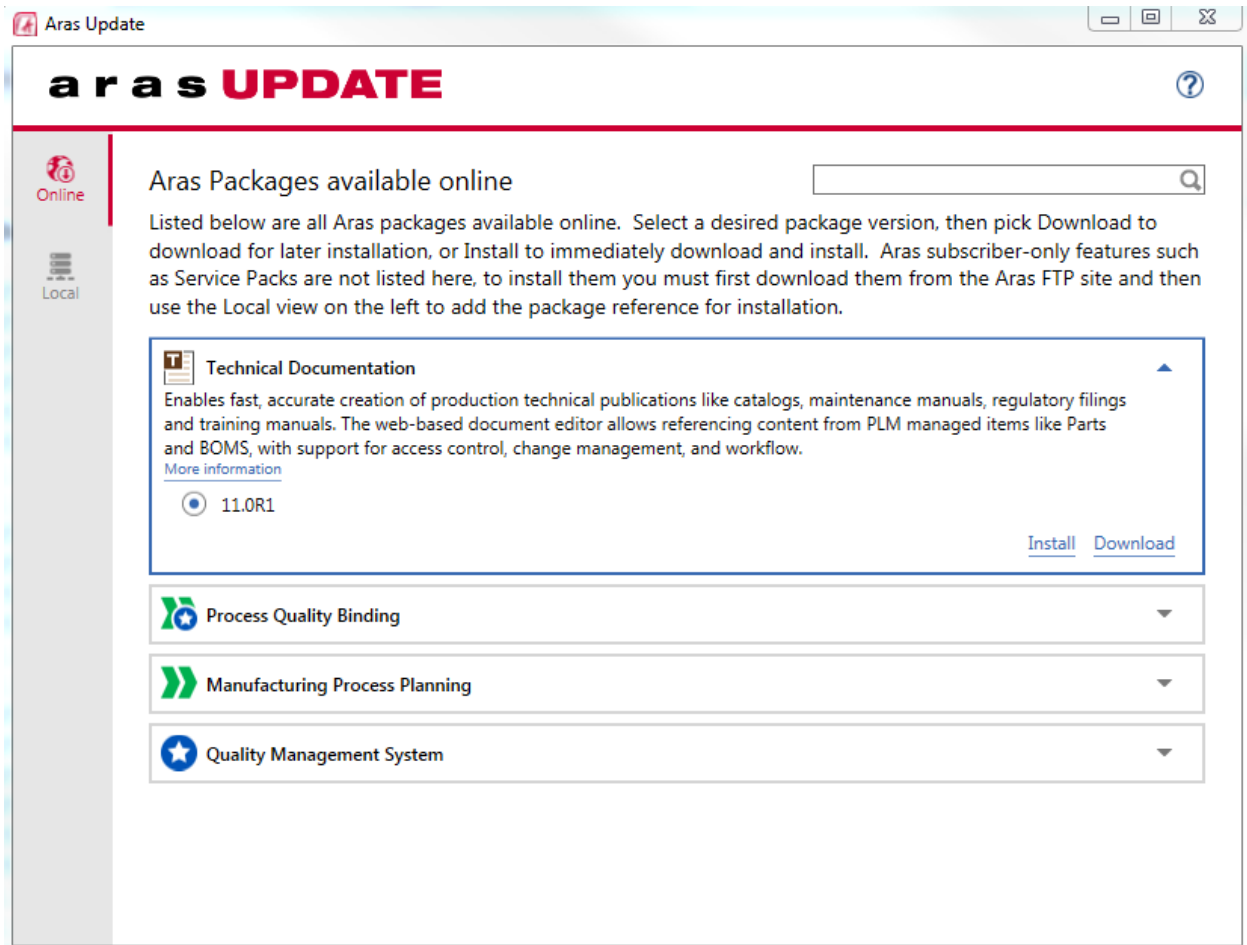 Aras Update
aras UPDATE
?
Online
Local
Aras Packages available online
Listed below are all Aras packages available online. Select a desired package version, then pick Download to
download for later installation, or Install to immediately download and install. Aras subscriber-only features such
as Service Packs are not listed here, to install them you must first download them from the Aras FTP site and then
use the Local view on the left to add the package reference for installation.
T
Technical Documentation
Enables fast, accurate creation of production technical publications like catalogs, maintenance manuals, regulatory filings
and training manuals. The web-based document editor allows referencing content from PLM managed items like Parts
and BOMS, with support for access control, change management, and workflow.
More information
11.0R1
Install Download
Process Quality Binding
Manufacturing Process Planning
Quality Management System